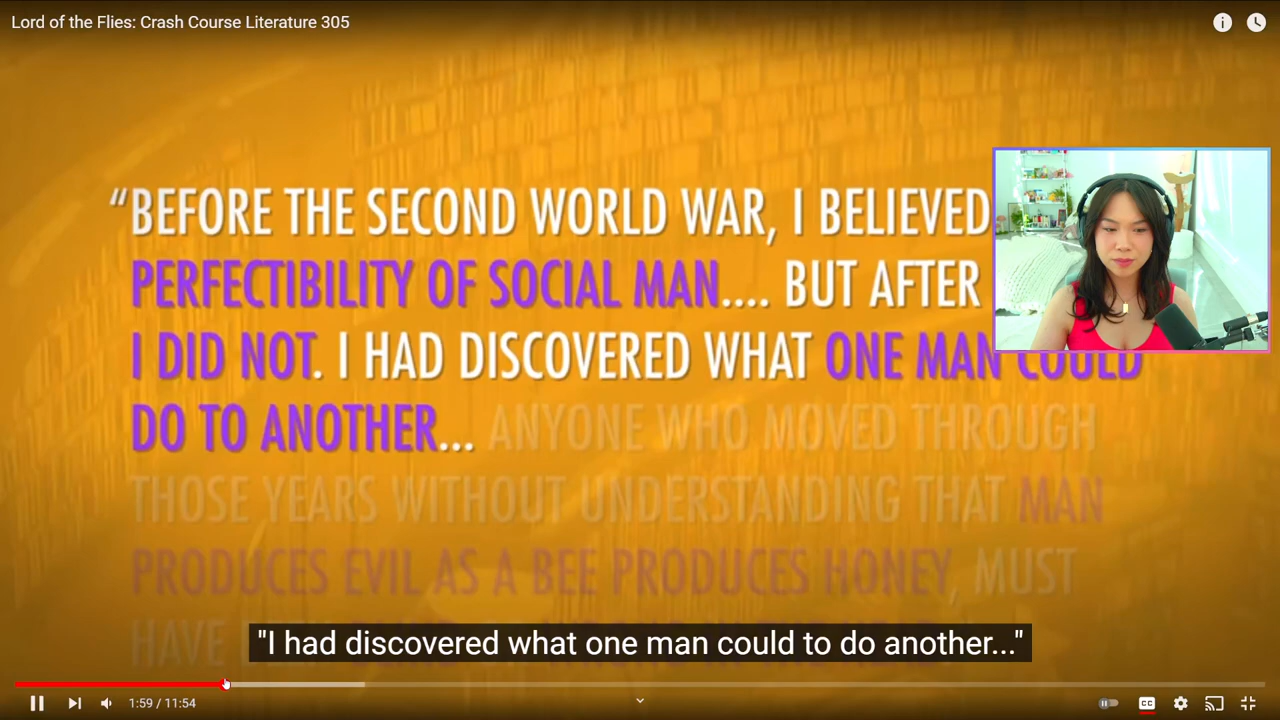 Lord of the Flies: Crash Course Literature 305
“BEFORE THE SECOND WORLD WAR, I BELIEVED
PERFECTIBILITY OF SOCIAL MAN.... BUT AFTER
I DID NOT. I HAD DISCOVERED WHAT ONE MAN COULD
DO TO ANOTHER... ANYONE WHO MOVED THROUGH
THOSE YEARS WITHOUT UNDERSTANDING THAT MAN
PRODUCES EVIL AS A BEE PRODUCES HONEY, MUST
HAVE
"I had discovered what one man could to do another..."
1:59 / 11:54
CC